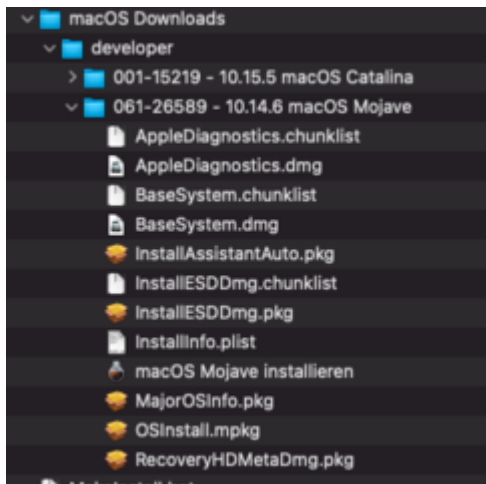 macOS Downloads
developer
001-15219 - 10.15.5 macOS Catalina
061-26589 - 10.14.6 macOS Mojave
AppleDiagnostics.chunklist
AppleDiagnostics.dmg
BaseSystem.chunklist
BaseSystem.dmg
InstallAssistantAuto.pkg
InstallESDDmg.chunklist
InstallESDDmg.pkg
InstallInfo.plist
macOS Mojave installieren
MajorOSInfo.pkg
OSInstall.mpkg
RecoveryHDMetaDmg.pkg